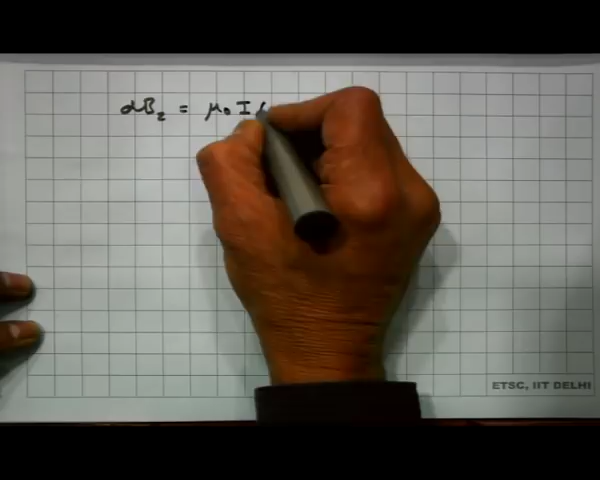 dB₂ = μ₀ I
ETSC, IIT DELHI